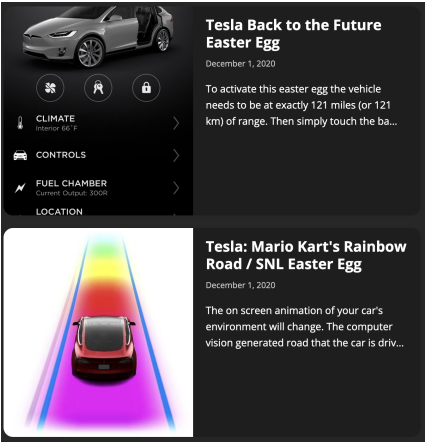 Tesla Back to the Future
Easter Egg
December 1, 2020
To activate this easter egg the vehicle
needs to be at exactly 121 miles (or 121
km) of range. Then simply touch the ba...
CLIMATE
Interior 66°F
CONTROLS
FUEL CHAMBER
Current Output: 300R
LOCATION
Tesla: Mario Kart's Rainbow
Road / SNL Easter Egg
December 1, 2020
The on screen animation of your car's
environment will change. The computer
vision generated road that the car is driv...